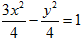 3x²/4 − y²/4 = 1